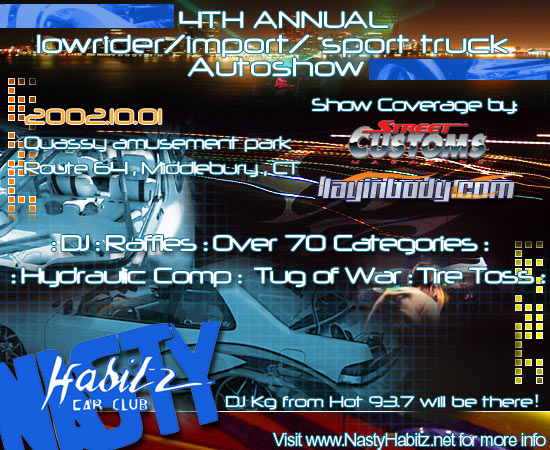 4TH ANNUAL
lowrider/import/ sport truck
Autoshow
2002.10.01
Show Coverage by:
Quassy amusement park
STREET
CUSTOMS
Route 64 , Middlebury , CT
llayinbody.com
: DJ : Raffles : Over 70 Categories :
: Hydraulic Comp : Tug of War : Tire Toss :
NASTY
Habitz
CAR CLUB
DJ Kg from Hot 93.7 will be there!
Visit www.NastyHabitz.net for more info